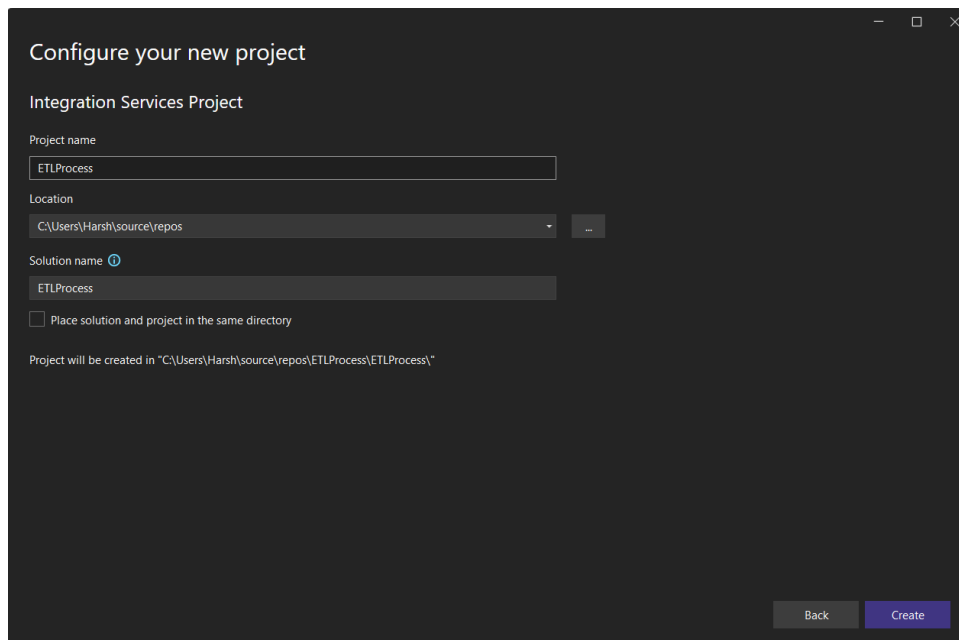 Configure your new project
Integration Services Project
Project name
ETLProcess
Location
C:\Users\Harsh\source\repos
...
Solution name
ETLProcess
Place solution and project in the same directory
Project will be created in "C:\Users\Harsh\source\repos\ETLProcess\ETLProcess\"
Back
Create